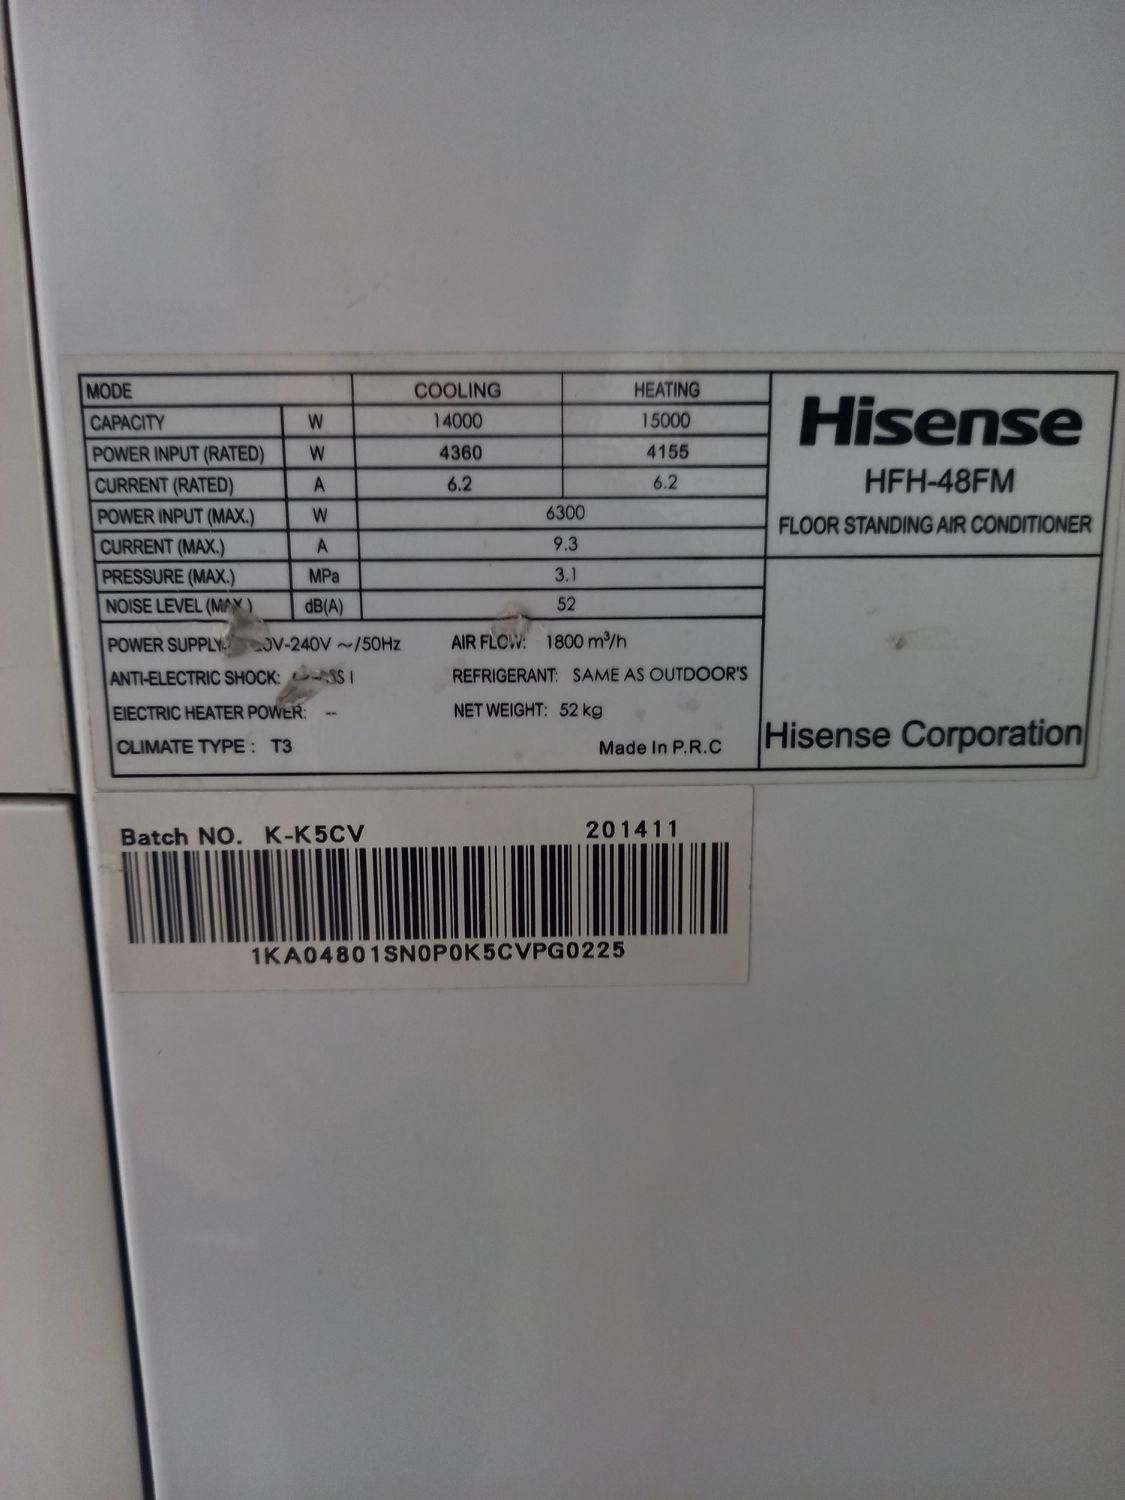 MODE COOLING HEATING
CAPACITY W 14000 15000
POWER INPUT (RATED) W 4360 4155
CURRENT (RATED) A 6.2 6.2
POWER INPUT (MAX.) W 6300
CURRENT (MAX.) A 9.3
PRESSURE (MAX.) MPa 3.1
NOISE LEVEL (MAX.) dB(A) 52
POWER SUPPLY: 0V-240V ~/50Hz AIR FLOW: 1800 m³/h
ANTI-ELECTRIC SHOCK: I REFRIGERANT: SAME AS OUTDOOR'S
ElECTRIC HEATER POWER: -- NET WEIGHT: 52 kg
CLIMATE TYPE : T3 Made In P.R.C
Hisense
HFH-48FM
FLOOR STANDING AIR CONDITIONER
Hisense Corporation
Batch NO. K-K5CV 201411
1KA04801SN0P0K5CVPG0225